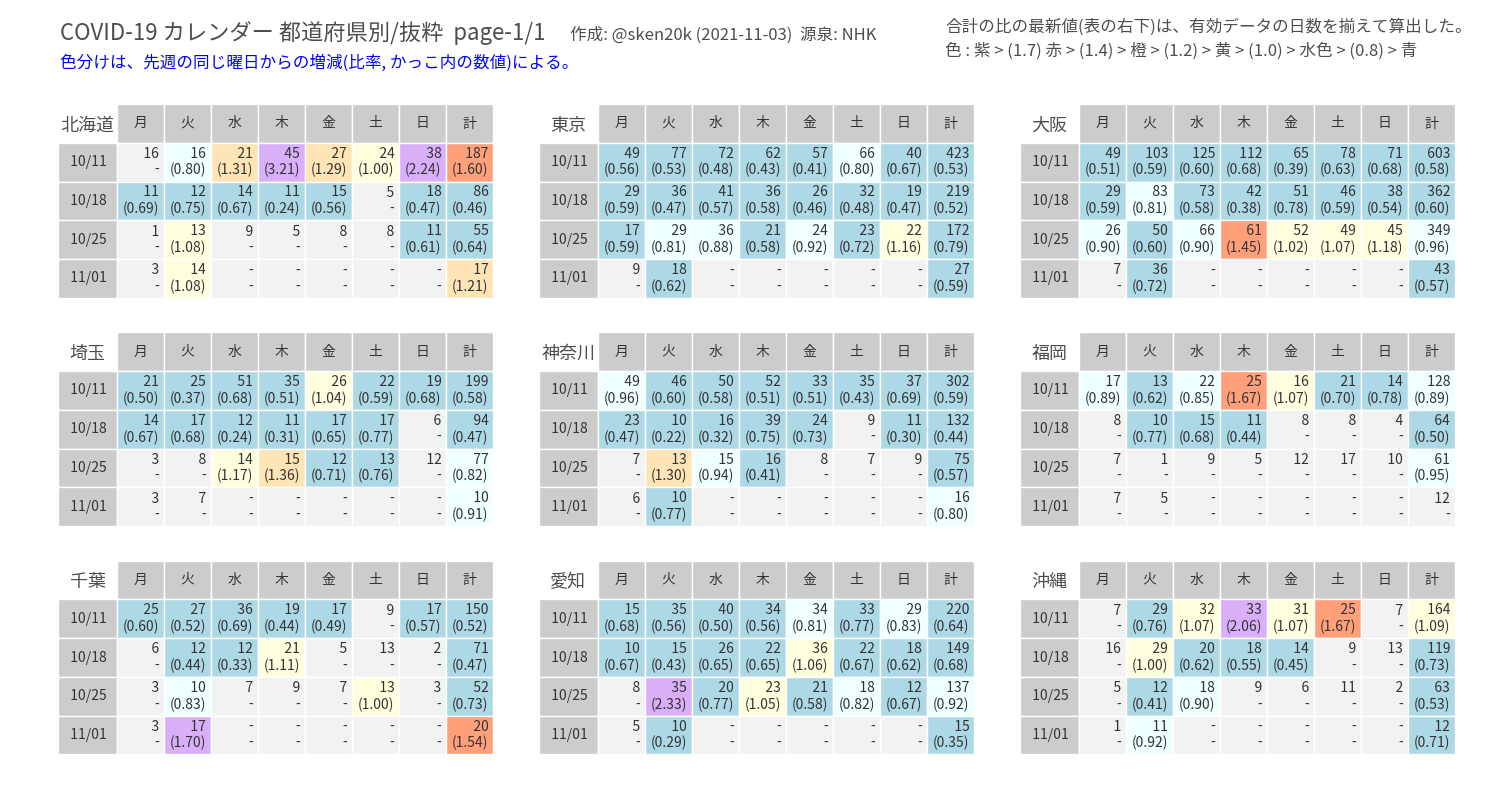 COVID-19 カレンダー 都道府県別/抜粋 page-1/1 作成: @sken20k (2021-11-03) 源泉: NHK
合計の比の最新値(表の右下)は、有効データの日数を揃えて算出した。
色分けは、先週の同じ曜日からの増減(比率, かっこ内の数値)による。
色 : 紫 > (1.7) 赤 > (1.4) 橙 > (1.2) 黄 > (1.0) > 水色 > (0.8) > 青
北海道 月 火 水 木 金 土 日 計
10/11 16 16 21 45 27 24 38 187
- (0.80) (1.31) (3.21) (1.29) (1.00) (2.24) (1.60)
10/18 11 12 14 11 15 5 18 86
(0.69) (0.75) (0.67) (0.24) (0.56) - (0.47) (0.46)
10/25 1 13 9 5 8 8 11 55
- (1.08) - - - - (0.61) (0.64)
11/01 3 14 - - - - - 17
- (1.08) - - - - - (1.21)
東京 月 火 水 木 金 土 日 計
10/11 49 77 72 62 57 66 40 423
(0.56) (0.53) (0.48) (0.43) (0.41) (0.80) (0.67) (0.53)
10/18 29 36 41 36 26 32 19 219
(0.59) (0.47) (0.57) (0.58) (0.46) (0.48) (0.47) (0.52)
10/25 17 29 36 21 24 23 22 172
(0.59) (0.81) (0.88) (0.58) (0.92) (0.72) (1.16) (0.79)
11/01 9 18 - - - - - 27
- (0.62) - - - - - (0.59)
大阪 月 火 水 木 金 土 日 計
10/11 49 103 125 112 65 78 71 603
(0.51) (0.59) (0.60) (0.68) (0.39) (0.63) (0.68) (0.58)
10/18 29 83 73 42 51 46 38 362
(0.59) (0.81) (0.58) (0.38) (0.78) (0.59) (0.54) (0.60)
10/25 26 50 66 61 52 49 45 349
(0.90) (0.60) (0.90) (1.45) (1.02) (1.07) (1.18) (0.96)
11/01 7 36 - - - - - 43
- (0.72) - - - - - (0.57)
埼玉 月 火 水 木 金 土 日 計
10/11 21 25 51 35 26 22 19 199
(0.50) (0.37) (0.68) (0.51) (1.04) (0.59) (0.68) (0.58)
10/18 14 17 12 11 17 17 6 94
(0.67) (0.68) (0.24) (0.31) (0.65) (0.77) - (0.47)
10/25 3 8 14 15 12 13 12 77
- - (1.17) (1.36) (0.71) (0.76) - (0.82)
11/01 3 7 - - - - - 10
- - - - - - - (0.91)
神奈川 月 火 水 木 金 土 日 計
10/11 49 46 50 52 33 35 37 302
(0.96) (0.60) (0.58) (0.51) (0.51) (0.43) (0.69) (0.59)
10/18 23 10 16 39 24 9 11 132
(0.47) (0.22) (0.32) (0.75) (0.73) - (0.30) (0.44)
10/25 7 13 15 16 8 7 9 75
- (1.30) (0.94) (0.41) - - - (0.57)
11/01 6 10 - - - - - 16
- (0.77) - - - - - (0.80)
福岡 月 火 水 木 金 土 日 計
10/11 17 13 22 25 16 21 14 128
(0.89) (0.62) (0.85) (1.67) (1.07) (0.70) (0.78) (0.89)
10/18 8 10 15 11 8 8 4 64
- (0.77) (0.68) (0.44) - - - (0.50)
10/25 7 1 9 5 12 17 10 61
- - - - - - - (0.95)
11/01 7 5 - - - - - 12
- - - - - - - -
千葉 月 火 水 木 金 土 日 計
10/11 25 27 36 19 17 9 17 150
(0.60) (0.52) (0.69) (0.44) (0.49) - (0.57) (0.52)
10/18 6 12 12 21 5 13 2 71
- (0.44) (0.33) (1.11) - - - (0.47)
10/25 3 10 7 9 7 13 3 52
- (0.83) - - - (1.00) - (0.73)
11/01 3 17 - - - - - 20
- (1.70) - - - - - (1.54)
愛知 月 火 水 木 金 土 日 計
10/11 15 35 40 34 34 33 29 220
(0.68) (0.56) (0.50) (0.56) (0.81) (0.77) (0.83) (0.64)
10/18 10 15 26 22 36 22 18 149
(0.67) (0.43) (0.65) (0.65) (1.06) (0.67) (0.62) (0.68)
10/25 8 35 20 23 21 18 12 137
- (2.33) (0.77) (1.05) (0.58) (0.82) (0.67) (0.92)
11/01 5 10 - - - - - 15
- (0.29) - - - - - (0.35)
沖縄 月 火 水 木 金 土 日 計
10/11 7 29 32 33 31 25 7 164
- (0.76) (1.07) (2.06) (1.07) (1.67) - (1.09)
10/18 16 29 20 18 14 9 13 119
- (1.00) (0.62) (0.55) (0.45) - - (0.73)
10/25 5 12 18 9 6 11 2 63
- (0.41) (0.90) - - - - (0.53)
11/01 1 11 - - - - - 12
- (0.92) - - - - - (0.71)